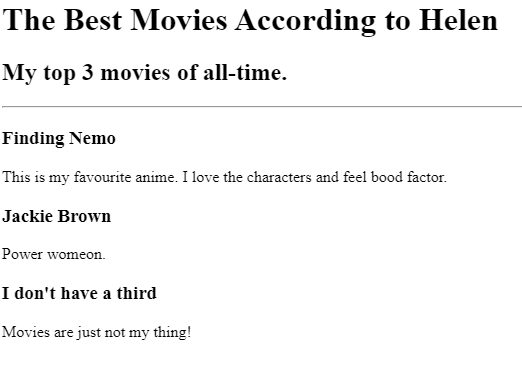 The Best Movies According to Helen
My top 3 movies of all-time.
Finding Nemo
This is my favourite anime. I love the characters and feel bood factor.
Jackie Brown
Power womeon.
I don't have a third
Movies are just not my thing!